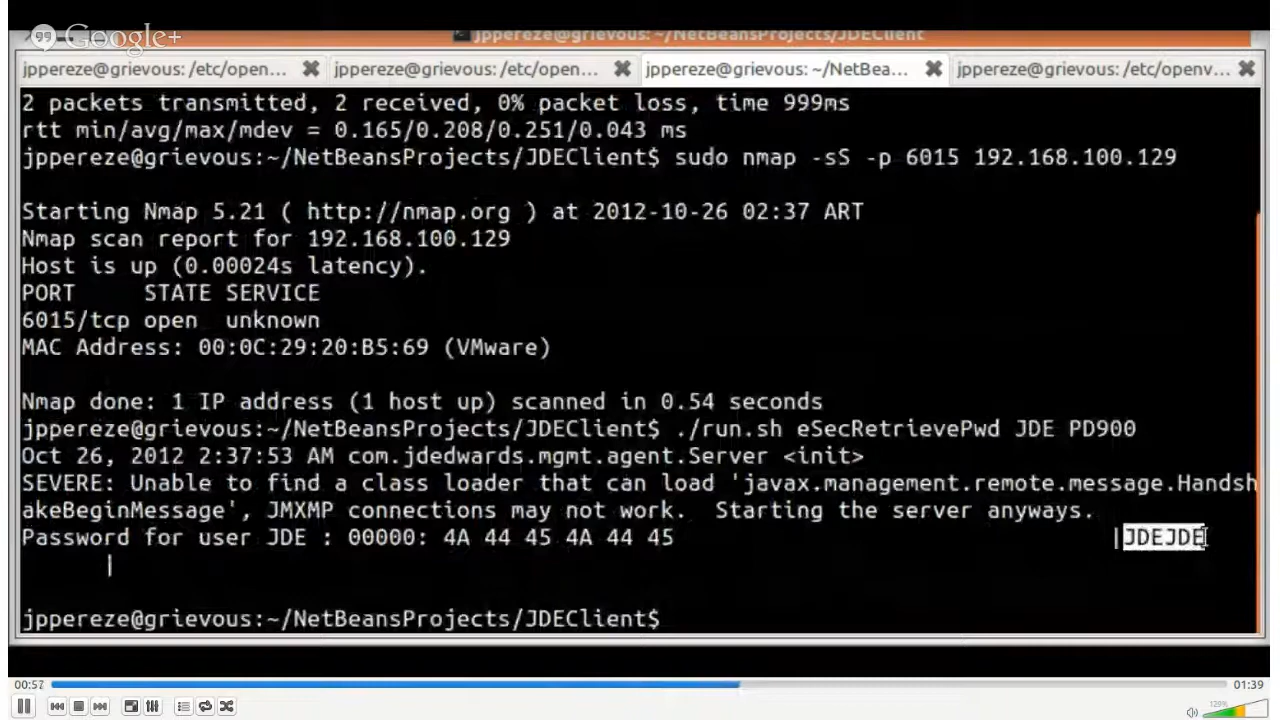 Google+
jppereze@grievous: ~/NetBeansProjects/JDEClient
jppereze@grievous: /etc/open... jppereze@grievous: /etc/open... jppereze@grievous: ~/NetBea... jppereze@grievous: /etc/openv...
2 packets transmitted, 2 received, 0% packet loss, time 999ms
rtt min/avg/max/mdev = 0.165/0.208/0.251/0.043 ms
jppereze@grievous:~/NetBeansProjects/JDEClient$ sudo nmap -sS -p 6015 192.168.100.129
Starting Nmap 5.21 ( http://nmap.org ) at 2012-10-26 02:37 ART
Nmap scan report for 192.168.100.129
Host is up (0.00024s latency).
PORT     STATE SERVICE
6015/tcp open  unknown
MAC Address: 00:0C:29:20:B5:69 (VMware)
Nmap done: 1 IP address (1 host up) scanned in 0.54 seconds
jppereze@grievous:~/NetBeansProjects/JDEClient$ ./run.sh eSecRetrievePwd JDE PD900
Oct 26, 2012 2:37:53 AM com.jdedwards.mgmt.agent.Server <init>
SEVERE: Unable to find a class loader that can load 'javax.management.remote.message.Handsh
akeBeginMessage', JMXMP connections may not work.  Starting the server anyways.
Password for user JDE : 00000: 4A 44 45 4A 44 45 |JDEJDE
|
jppereze@grievous:~/NetBeansProjects/JDEClient$
00:57 01:39
129%